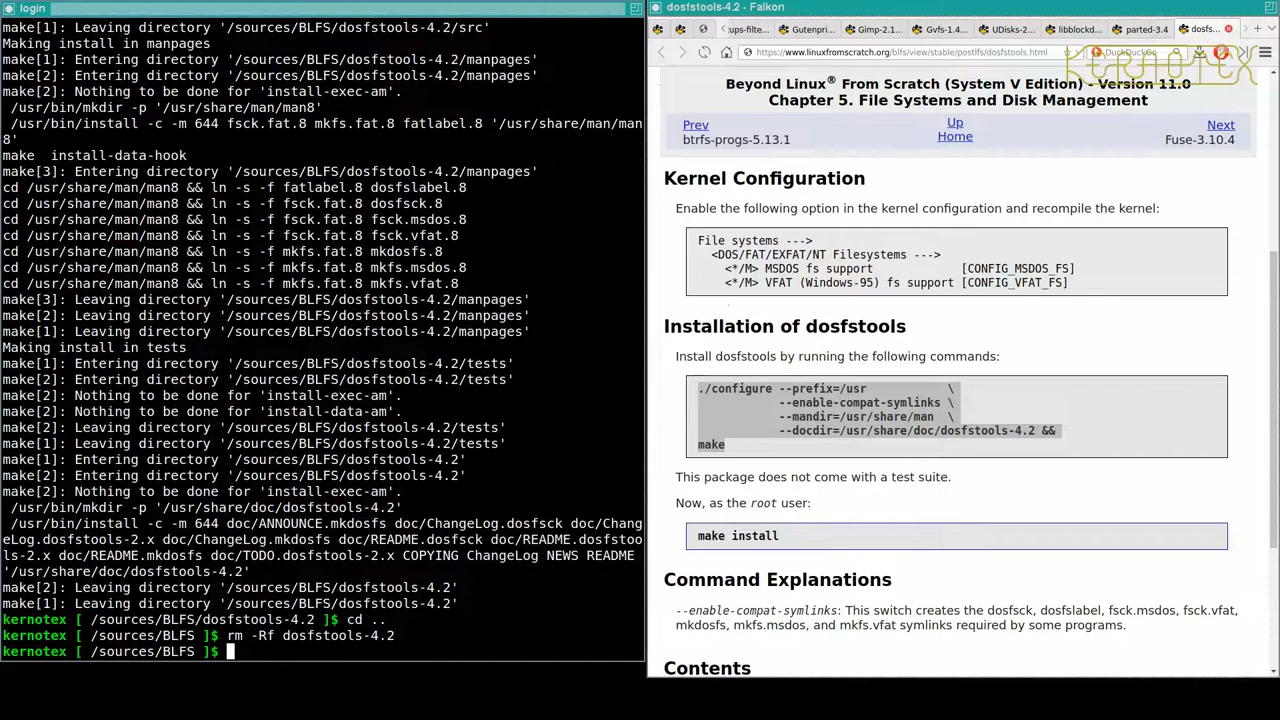 login
make[1]: Leaving directory '/sources/BLFS/dosfstools-4.2/src'
Making install in manpages
make[1]: Entering directory '/sources/BLFS/dosfstools-4.2/manpages'
make[2]: Entering directory '/sources/BLFS/dosfstools-4.2/manpages'
make[2]: Nothing to be done for 'install-exec-am'.
/usr/bin/mkdir -p '/usr/share/man/man8'
/usr/bin/install -c -m 644 fsck.fat.8 mkfs.fat.8 fatlabel.8 '/usr/share/man/man
8'
make  install-data-hook
make[3]: Entering directory '/sources/BLFS/dosfstools-4.2/manpages'
cd /usr/share/man/man8 && ln -s -f fatlabel.8 dosfslabel.8
cd /usr/share/man/man8 && ln -s -f fsck.fat.8 dosfsck.8
cd /usr/share/man/man8 && ln -s -f fsck.fat.8 fsck.msdos.8
cd /usr/share/man/man8 && ln -s -f fsck.fat.8 fsck.vfat.8
cd /usr/share/man/man8 && ln -s -f mkfs.fat.8 mkdosfs.8
cd /usr/share/man/man8 && ln -s -f mkfs.fat.8 mkfs.msdos.8
cd /usr/share/man/man8 && ln -s -f mkfs.fat.8 mkfs.vfat.8
make[3]: Leaving directory '/sources/BLFS/dosfstools-4.2/manpages'
make[2]: Leaving directory '/sources/BLFS/dosfstools-4.2/manpages'
make[1]: Leaving directory '/sources/BLFS/dosfstools-4.2/manpages'
Making install in tests
make[1]: Entering directory '/sources/BLFS/dosfstools-4.2/tests'
make[2]: Entering directory '/sources/BLFS/dosfstools-4.2/tests'
make[2]: Nothing to be done for 'install-exec-am'.
make[2]: Nothing to be done for 'install-data-am'.
make[2]: Leaving directory '/sources/BLFS/dosfstools-4.2/tests'
make[1]: Leaving directory '/sources/BLFS/dosfstools-4.2/tests'
make[1]: Entering directory '/sources/BLFS/dosfstools-4.2'
make[2]: Entering directory '/sources/BLFS/dosfstools-4.2'
make[2]: Nothing to be done for 'install-exec-am'.
/usr/bin/mkdir -p '/usr/share/doc/dosfstools-4.2'
/usr/bin/install -c -m 644 doc/ANNOUNCE.mkdosfs doc/ChangeLog.dosfsck doc/Chang
eLog.dosfstools-2.x doc/ChangeLog.mkdosfs doc/README.dosfsck doc/README.dosfstoo
ls-2.x doc/README.mkdosfs doc/TODO.dosfstools-2.x COPYING ChangeLog NEWS README
'/usr/share/doc/dosfstools-4.2'
make[2]: Leaving directory '/sources/BLFS/dosfstools-4.2'
make[1]: Leaving directory '/sources/BLFS/dosfstools-4.2'
kernotex [ /sources/BLFS/dosfstools-4.2 ]$ cd ..
kernotex [ /sources/BLFS ]$ rm -Rf dosfstools-4.2
kernotex [ /sources/BLFS ]$
dosfstools-4.2 - Falkon
:ups-filte... Gutenpri... Gimp-2.1... Gvfs-1.4... UDisks-2... libblockd... parted-3.4 dosfs...
https://www.linuxfromscratch.org/blfs/view/stable/postlfs/dosfstools.html DuckDuckGo
KERNOTEX
Beyond Linux® From Scratch (System V Edition) - Version 11.0
Chapter 5. File Systems and Disk Management
Prev Up Next
btrfs-progs-5.13.1 Home Fuse-3.10.4
Kernel Configuration
Enable the following option in the kernel configuration and recompile the kernel:
File systems --->
<DOS/FAT/EXFAT/NT Filesystems --->
<*/M> MSDOS fs support [CONFIG_MSDOS_FS]
<*/M> VFAT (Windows-95) fs support [CONFIG_VFAT_FS]
Installation of dosfstools
Install dosfstools by running the following commands:
./configure --prefix=/usr \
--enable-compat-symlinks \
--mandir=/usr/share/man \
--docdir=/usr/share/doc/dosfstools-4.2 &&
make
This package does not come with a test suite.
Now, as the root user:
make install
Command Explanations
--enable-compat-symlinks: This switch creates the dosfsck, dosfslabel, fsck.msdos, fsck.vfat,
mkdosfs, mkfs.msdos, and mkfs.vfat symlinks required by some programs.
Contents